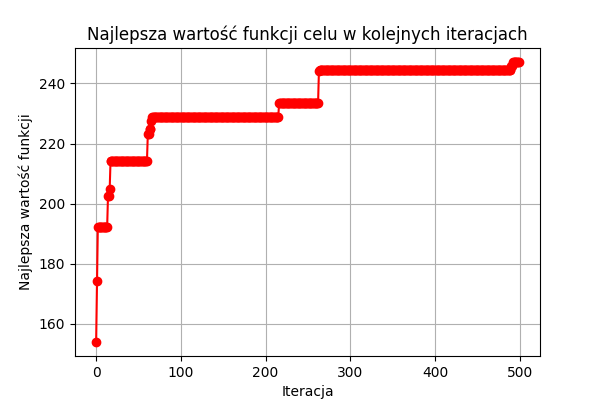 Najlepsza wartość funkcji celu w kolejnych iteracjach
Najlepsza wartość funkcji
240
220
200
180
160
0 100 200 300 400 500
Iteracja